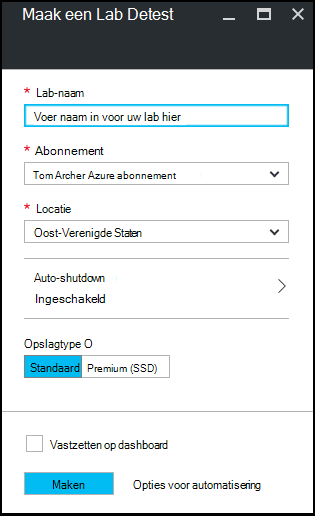 Maak een Lab Detest
* Lab-naam
Voer naam in voor uw lab hier
* Abonnement
Tom Archer Azure abonnement
* Locatie
Oost-Verenigde Staten
Auto-shutdown
Ingeschakeld
Opslagtype O
Standaard Premium (SSD)
Vastzetten op dashboard
Maken Opties voor automatisering